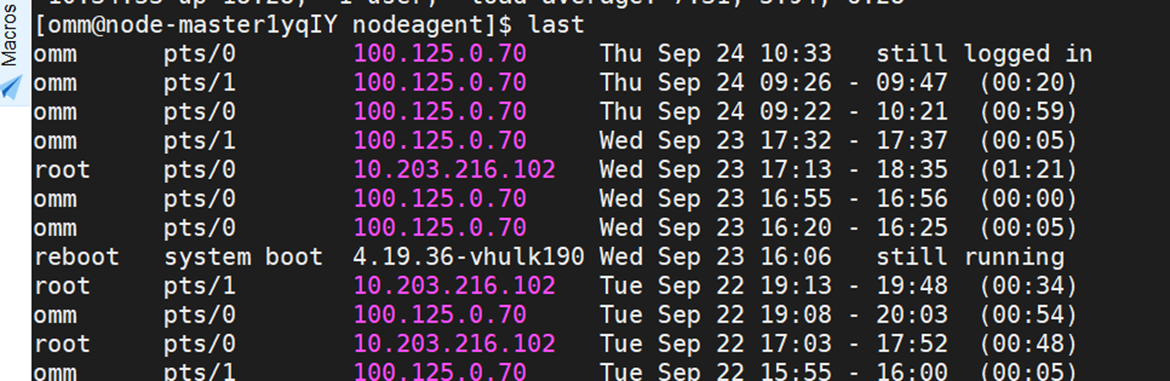 Macros
[omm@node-master1yqIY nodeagent]$ last
omm pts/0 100.125.0.70 Thu Sep 24 10:33 still logged in
omm pts/1 100.125.0.70 Thu Sep 24 09:26 - 09:47 (00:20)
omm pts/0 100.125.0.70 Thu Sep 24 09:22 - 10:21 (00:59)
omm pts/1 100.125.0.70 Wed Sep 23 17:32 - 17:37 (00:05)
root pts/0 10.203.216.102 Wed Sep 23 17:13 - 18:35 (01:21)
omm pts/0 100.125.0.70 Wed Sep 23 16:55 - 16:56 (00:00)
omm pts/0 100.125.0.70 Wed Sep 23 16:20 - 16:25 (00:05)
reboot system boot 4.19.36-vhulk190 Wed Sep 23 16:06 still running
root pts/1 10.203.216.102 Tue Sep 22 19:13 - 19:48 (00:34)
omm pts/0 100.125.0.70 Tue Sep 22 19:08 - 20:03 (00:54)
root pts/0 10.203.216.102 Tue Sep 22 17:03 - 17:52 (00:48)
omm pts/1 100.125.0.70 Tue Sep 22 15:55 - 16:00 (00:05)